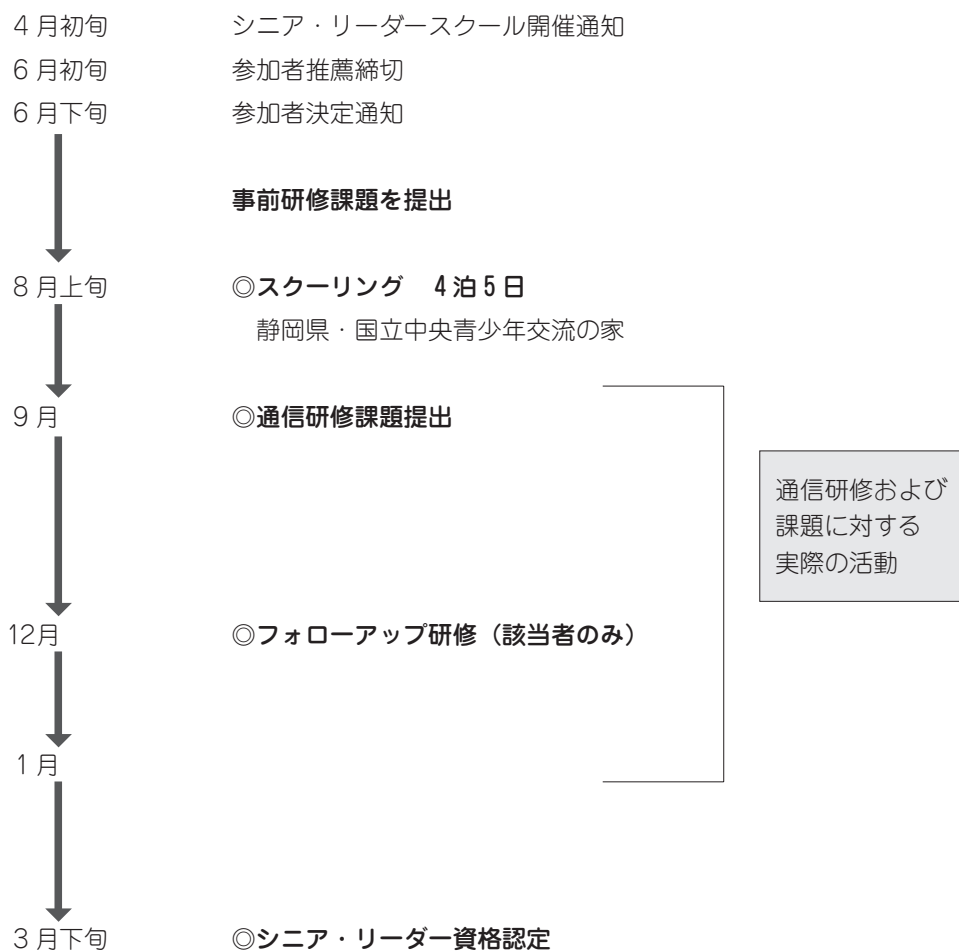 4月初旬 シニア・リーダースクール開催通知
6月初旬 参加者推薦締切
6月下旬 参加者決定通知
事前研修課題を提出
8月上旬 ◎スクーリング 4泊5日
静岡県・国立中央青少年交流の家
9月 ◎通信研修課題提出
通信研修および
課題に対する
実際の活動
12月 ◎フォローアップ研修（該当者のみ）
1月
3月下旬 ◎シニア・リーダー資格認定